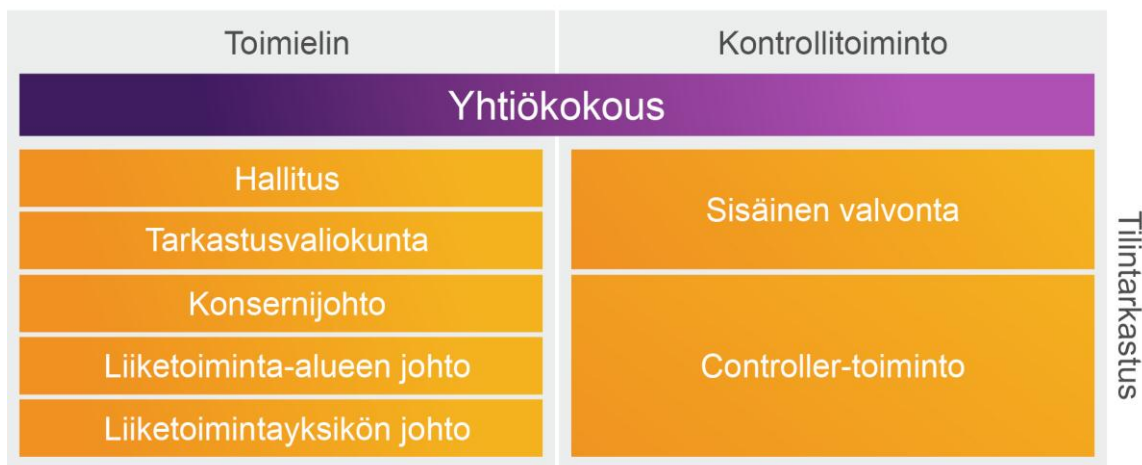 Toimielin
Kontrollitoiminto
Yhtiökokous
Hallitus
Tarkastusvaliokunta
Konsernijohto
Liiketoiminta-alueen johto
Liiketoimintayksikön johto
Sisäinen valvonta
Controller-toiminto
Tilintarkastus